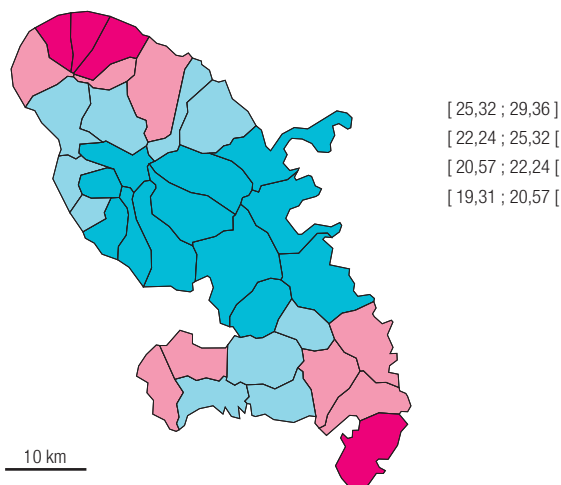 [ 25,32 ; 29,36 ]
[ 22,24 ; 25,32 [
[ 20,57 ; 22,24 [
[ 19,31 ; 20,57 [
10 km